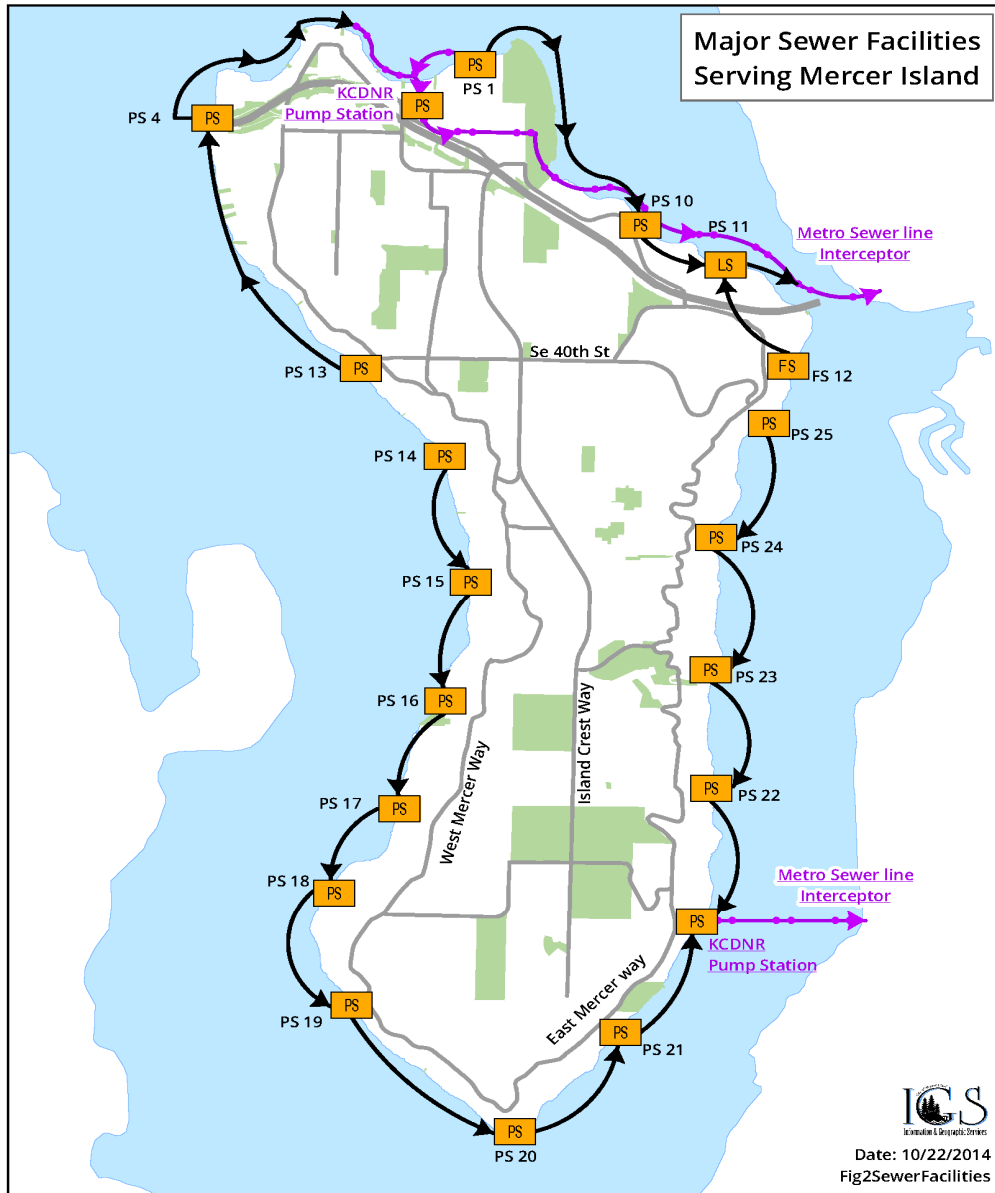 Major Sewer Facilities
Serving Mercer Island
PS
PS 1
KCDNR
Pump Station
PS
PS 4
PS
PS 10
PS
PS 11
LS
Metro Sewer line
Interceptor
Se 40th St
PS 13
PS
FS
FS 12
PS
PS 25
PS 14
PS
PS
PS 24
PS 15
PS
PS
PS 23
PS 16
PS
Island Crest Way
West Mercer Way
PS
PS 22
PS 17
PS
PS 18
PS
Metro Sewer line
Interceptor
PS
KCDNR
Pump Station
East Mercer way
PS 19
PS
PS
PS 21
PS
PS 20
IGS
Information & Geographic Services
Date: 10/22/2014
Fig2SewerFacilities